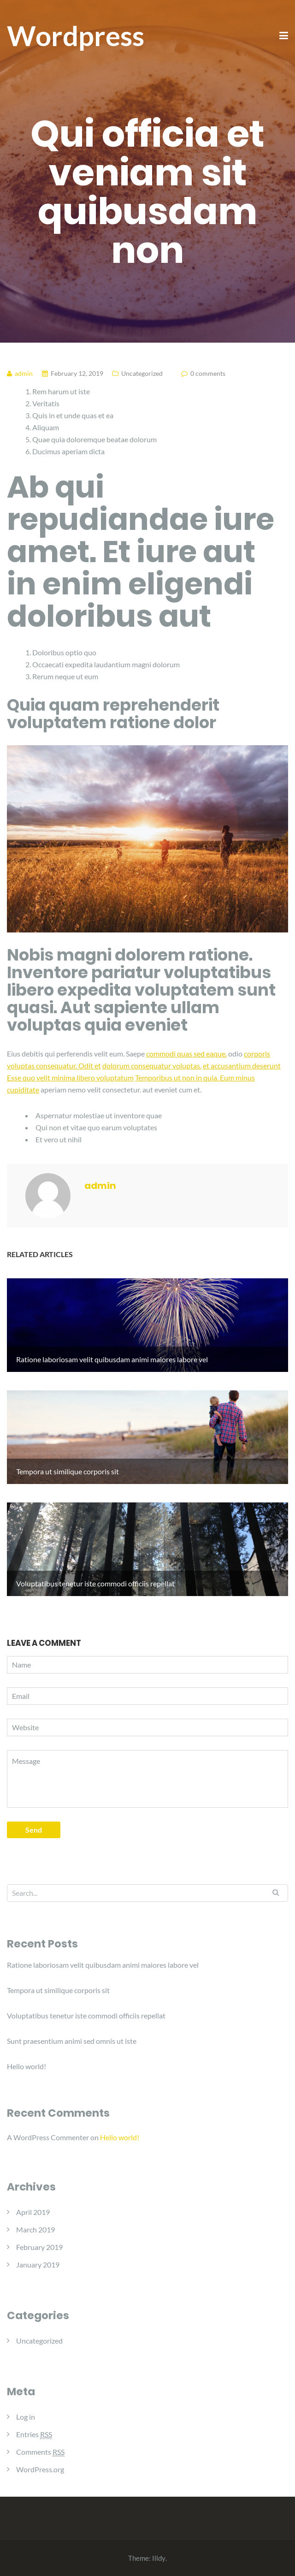 Wordpress
Qui officia et
veniam sit
quibusdam
non
admin February 12, 2019 Uncategorized 0 comments
1. Rem harum ut iste
2. Veritatis
3. Quis in et unde quas et ea
4. Aliquam
5. Quae quia doloremque beatae dolorum
6. Ducimus aperiam dicta
Ab qui
repudiandae iure
amet. Et iure aut
in enim eligendi
doloribus aut
1. Doloribus optio quo
2. Occaecati expedita laudantium magni dolorum
3. Rerum neque ut eum
Quia quam reprehenderit
voluptatem ratione dolor
Nobis magni dolorem ratione.
Inventore pariatur voluptatibus
libero expedita voluptatem sunt
quasi. Aut sapiente ullam
voluptas quia eveniet
Eius debitis qui perferendis velit eum. Saepe commodi quas sed eaque. odio corporis
voluptas consequatur. Odit et dolorum consequatur voluptas. et accusantium deserunt
Esse quo velit minima libero voluptatum Temporibus ut non in quia. Eum minus
cupiditate aperiam nemo velit consectetur. aut eveniet cum et.
• Aspernatur molestiae ut inventore quae
• Qui non et vitae quo earum voluptates
• Et vero ut nihil
admin
RELATED ARTICLES
Ratione laboriosam velit quibusdam animi maiores labore vel
Tempora ut similique corporis sit
Voluptatibus tenetur iste commodi officiis repellat
LEAVE A COMMENT
Name
Email
Website
Message
Send
Search...
Recent Posts
Ratione laboriosam velit quibusdam animi maiores labore vel
Tempora ut similique corporis sit
Voluptatibus tenetur iste commodi officiis repellat
Sunt praesentium animi sed omnis ut iste
Hello world!
Recent Comments
A WordPress Commenter on Hello world!
Archives
April 2019
March 2019
February 2019
January 2019
Categories
Uncategorized
Meta
Log in
Entries RSS
Comments RSS
WordPress.org
Theme: Illdy.